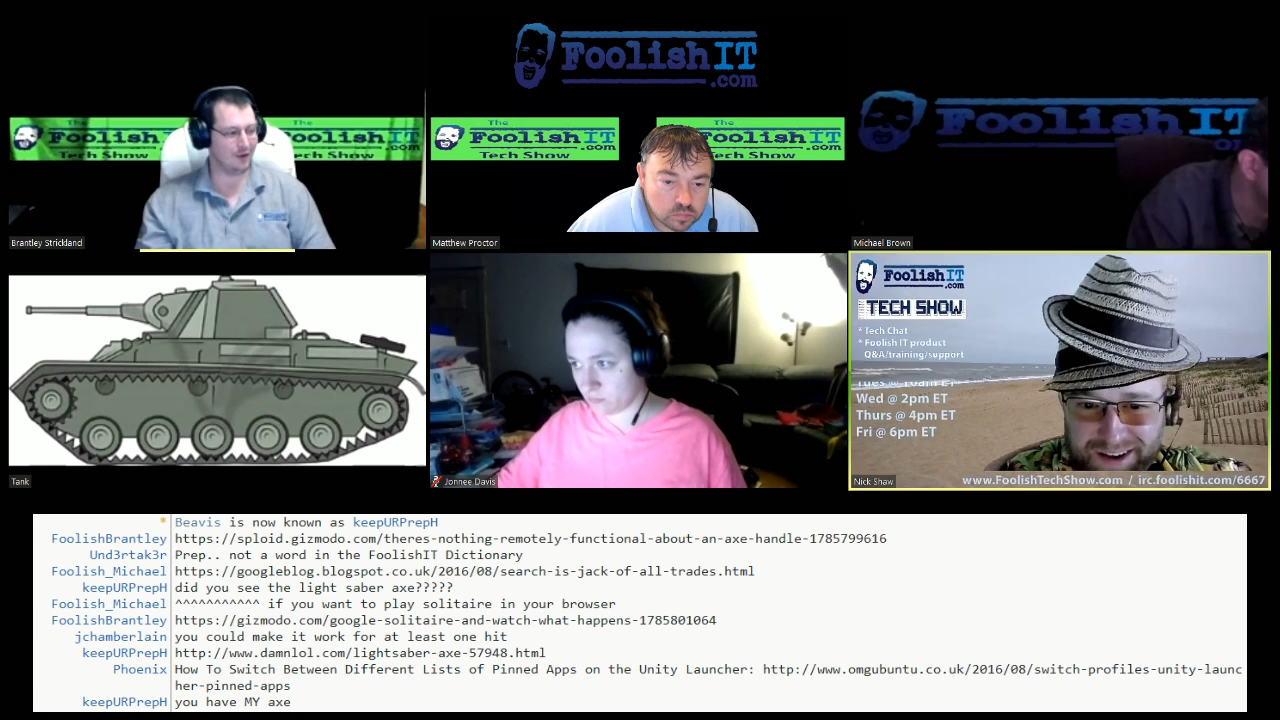 FoolishIT
.com
The
FoolishIT
.com
Tech Show
The
FoolishIT
.com
Tech Show
The
FoolishIT
.com
Tech Show
The
FoolishIT
.com
Tech Show
FoolishIT
Brantley Strickland
Matthew Proctor
Michael Brown
FoolishIT
.com
TECH SHOW
* Tech Chat
* Foolish IT product
Q&A/training/support
Tues @ 10am ET
Wed @ 2pm ET
Thurs @ 4pm ET
Fri @ 6pm ET
Tank
Jonnee Davis
Nick Shaw
www.FoolishTechShow.com / irc.foolishit.com/6667
* Beavis is now known as keepURPrepH
FoolishBrantley https://sploid.gizmodo.com/theres-nothing-remotely-functional-about-an-axe-handle-1785799616
Und3rtak3r Prep.. not a word in the FoolishIT Dictionary
Foolish_Michael https://googleblog.blogspot.co.uk/2016/08/search-is-jack-of-all-trades.html
keepURPrepH did you see the light saber axe?????
Foolish_Michael ^^^^^^^^^^^ if you want to play solitaire in your browser
FoolishBrantley https://gizmodo.com/google-solitaire-and-watch-what-happens-1785801064
jchamberlain you could make it work for at least one hit
keepURPrepH http://www.damnlol.com/lightsaber-axe-57948.html
Phoenix How To Switch Between Different Lists of Pinned Apps on the Unity Launcher: http://www.omgubuntu.co.uk/2016/08/switch-profiles-unity-launc
her-pinned-apps
keepURPrepH you have MY axe